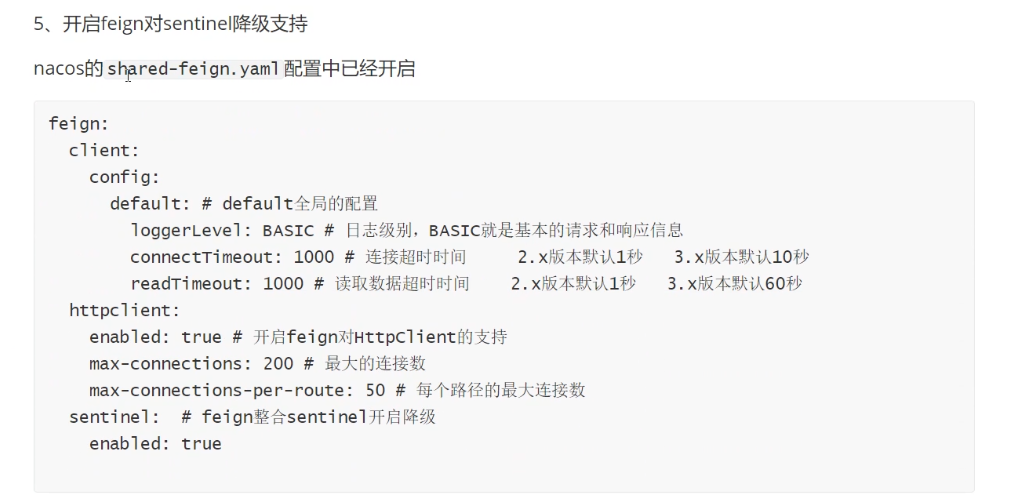 5、开启feign对sentinel降级支持
nacos的shared-feign.yaml配置中已经开启
feign:
  client:
    config:
      default: # default全局的配置
        loggerLevel: BASIC # 日志级别，BASIC就是基本的请求和响应信息
        connectTimeout: 1000 # 连接超时时间     2.x版本默认1秒   3.x版本默认10秒
        readTimeout: 1000 # 读取数据超时时间    2.x版本默认1秒   3.x版本默认60秒
  httpclient:
    enabled: true # 开启feign对HttpClient的支持
    max-connections: 200 # 最大的连接数
    max-connections-per-route: 50 # 每个路径的最大连接数
  sentinel:  # feign整合sentinel开启降级
    enabled: true